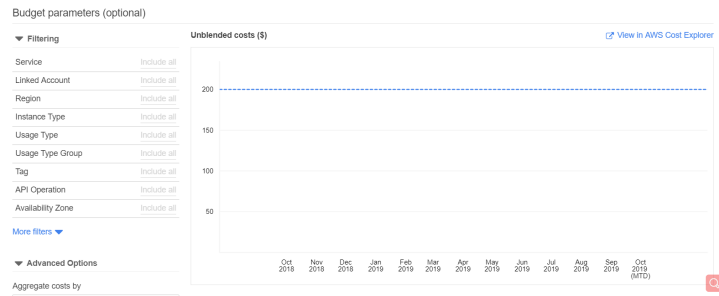 Budget parameters (optional)
Filtering
Service Include all
Linked Account Include all
Region Include all
Instance Type Include all
Usage Type Include all
Usage Type Group Include all
Tag Include all
API Operation Include all
Availability Zone Include all
More filters
Advanced Options
Aggregate costs by
Unblended costs ($)
View in AWS Cost Explorer
200
150
100
50
Oct Nov Dec Jan Feb Mar Apr May Jun Jul Aug Sep Oct
2018 2018 2018 2019 2019 2019 2019 2019 2019 2019 2019 2019 2019
(MTD)